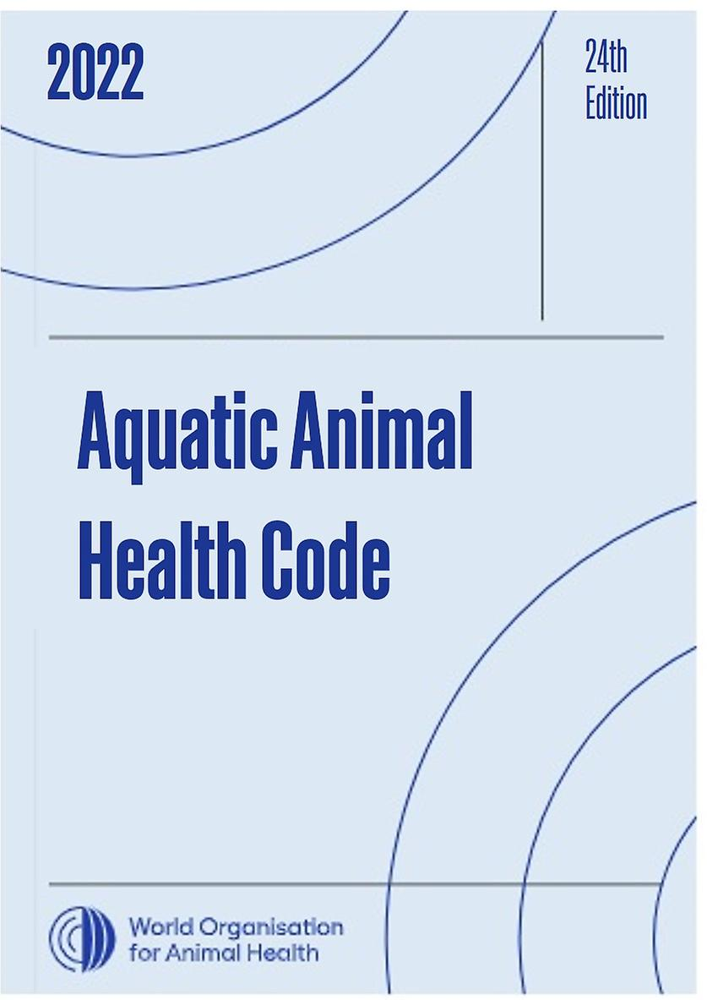 2022
24th
Edition
Aquatic Animal
Health Code
World Organisation
for Animal Health